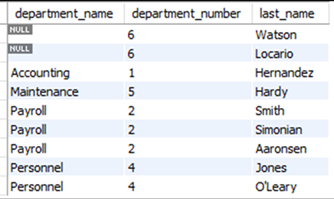 department_name department_number last_name
NULL 6 Watson
NULL 6 Locario
Accounting 1 Hernandez
Maintenance 5 Hardy
Payroll 2 Smith
Payroll 2 Simonian
Payroll 2 Aaronsen
Personnel 4 Jones
Personnel 4 O'Leary